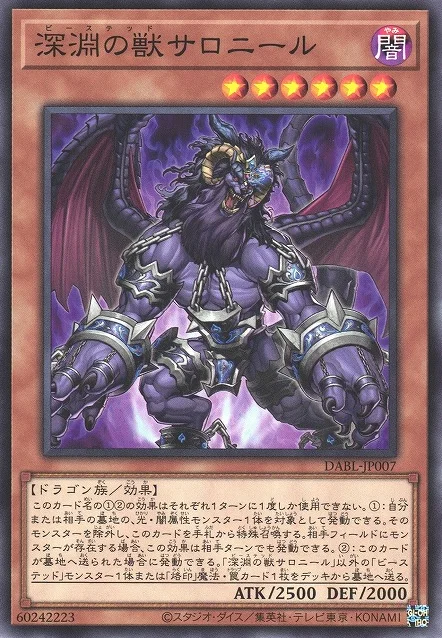 ビーステッド
深淵の獣サロニール
やみ
闇
DABL-JP007
【ドラゴン族/効果】
このカード名の①②の効果はそれぞれ1ターンに1度しか使用できない。①:自分
または相手の墓地の、光・闇属性モンスター1体を対象として発動できる。その
モンスターを除外し、このカードを手札から特殊召喚する。相手フィールドにモン
スターが存在する場合、この効果は相手ターンでも発動できる。②:このカード
が墓地へ送られた場合に発動できる。「深淵の獣サロニール」以外の「ビース
テッド」モンスター1体または「烙印」魔法・罠カード1枚をデッキから墓地へ送る。
ATK/2500 DEF/2000
60242223
©スタジオ・ダイス/集英社・テレビ東京・KONAMI